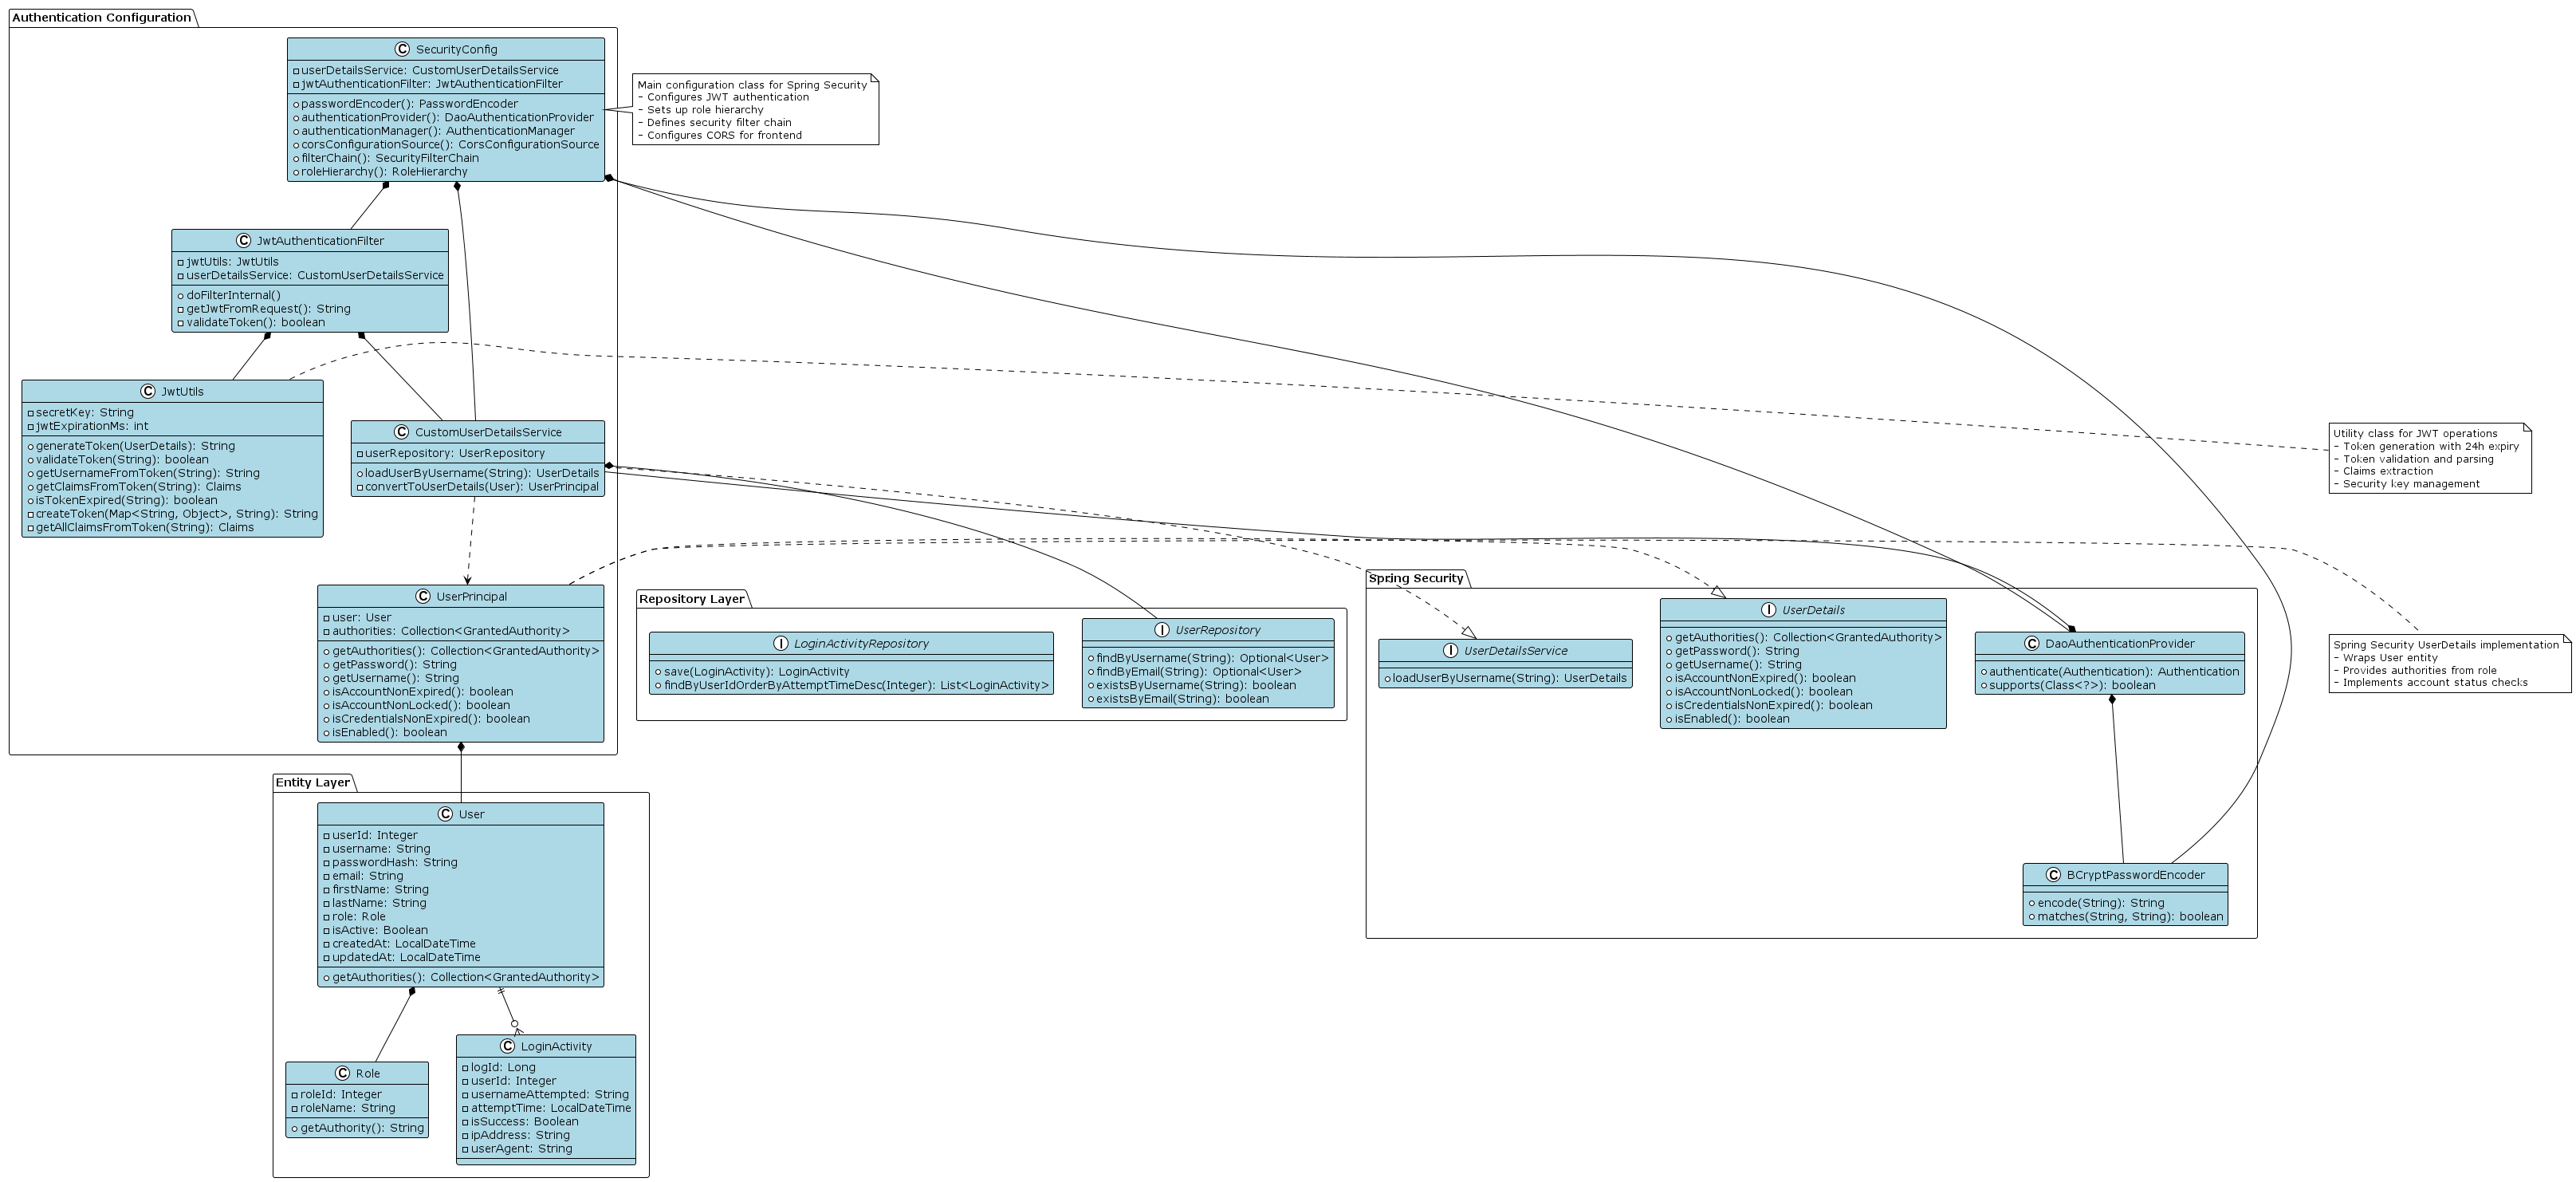 Authentication Configuration
C SecurityConfig
userDetailsService: CustomUserDetailsService
jwtAuthenticationFilter: JwtAuthenticationFilter
passwordEncoder(): PasswordEncoder
authenticationProvider(): DaoAuthenticationProvider
authenticationManager(): AuthenticationManager
corsConfigurationSource(): CorsConfigurationSource
filterChain(): SecurityFilterChain
roleHierarchy(): RoleHierarchy
Main configuration class for Spring Security
- Configures JWT authentication
- Sets up role hierarchy
- Defines security filter chain
- Configures CORS for frontend
C JwtAuthenticationFilter
jwtUtils: JwtUtils
userDetailsService: CustomUserDetailsService
doFilterInternal()
getJwtFromRequest(): String
validateToken(): boolean
C JwtUtils
secretKey: String
jwtExpirationMs: int
generateToken(UserDetails): String
validateToken(String): boolean
getUsernameFromToken(String): String
getClaimsFromToken(String): Claims
isTokenExpired(String): boolean
createToken(Map<String, Object>, String): String
getAllClaimsFromToken(String): Claims
C CustomUserDetailsService
userRepository: UserRepository
loadUserByUsername(String): UserDetails
convertToUserDetails(User): UserPrincipal
Utility class for JWT operations
- Token generation with 24h expiry
- Token validation and parsing
- Claims extraction
- Security key management
C UserPrincipal
user: User
authorities: Collection<GrantedAuthority>
getAuthorities(): Collection<GrantedAuthority>
getPassword(): String
getUsername(): String
isAccountNonExpired(): boolean
isAccountNonLocked(): boolean
isCredentialsNonExpired(): boolean
isEnabled(): boolean
Repository Layer
I LoginActivityRepository
save(LoginActivity): LoginActivity
findByUserIdOrderByAttemptTimeDesc(Integer): List<LoginActivity>
I UserRepository
findByUsername(String): Optional<User>
findByEmail(String): Optional<User>
existsByUsername(String): boolean
existsByEmail(String): boolean
Spring Security
I UserDetailsService
loadUserByUsername(String): UserDetails
I UserDetails
getAuthorities(): Collection<GrantedAuthority>
getPassword(): String
getUsername(): String
isAccountNonExpired(): boolean
isAccountNonLocked(): boolean
isCredentialsNonExpired(): boolean
isEnabled(): boolean
C DaoAuthenticationProvider
authenticate(Authentication): Authentication
supports(Class<?>): boolean
Spring Security UserDetails implementation
- Wraps User entity
- Provides authorities from role
- Implements account status checks
C BCryptPasswordEncoder
encode(String): String
matches(String, String): boolean
Entity Layer
C User
userId: Integer
username: String
passwordHash: String
email: String
firstName: String
lastName: String
role: Role
isActive: Boolean
createdAt: LocalDateTime
updatedAt: LocalDateTime
getAuthorities(): Collection<GrantedAuthority>
C Role
roleId: Integer
roleName: String
getAuthority(): String
C LoginActivity
logId: Long
userId: Integer
usernameAttempted: String
attemptTime: LocalDateTime
isSuccess: Boolean
ipAddress: String
userAgent: String